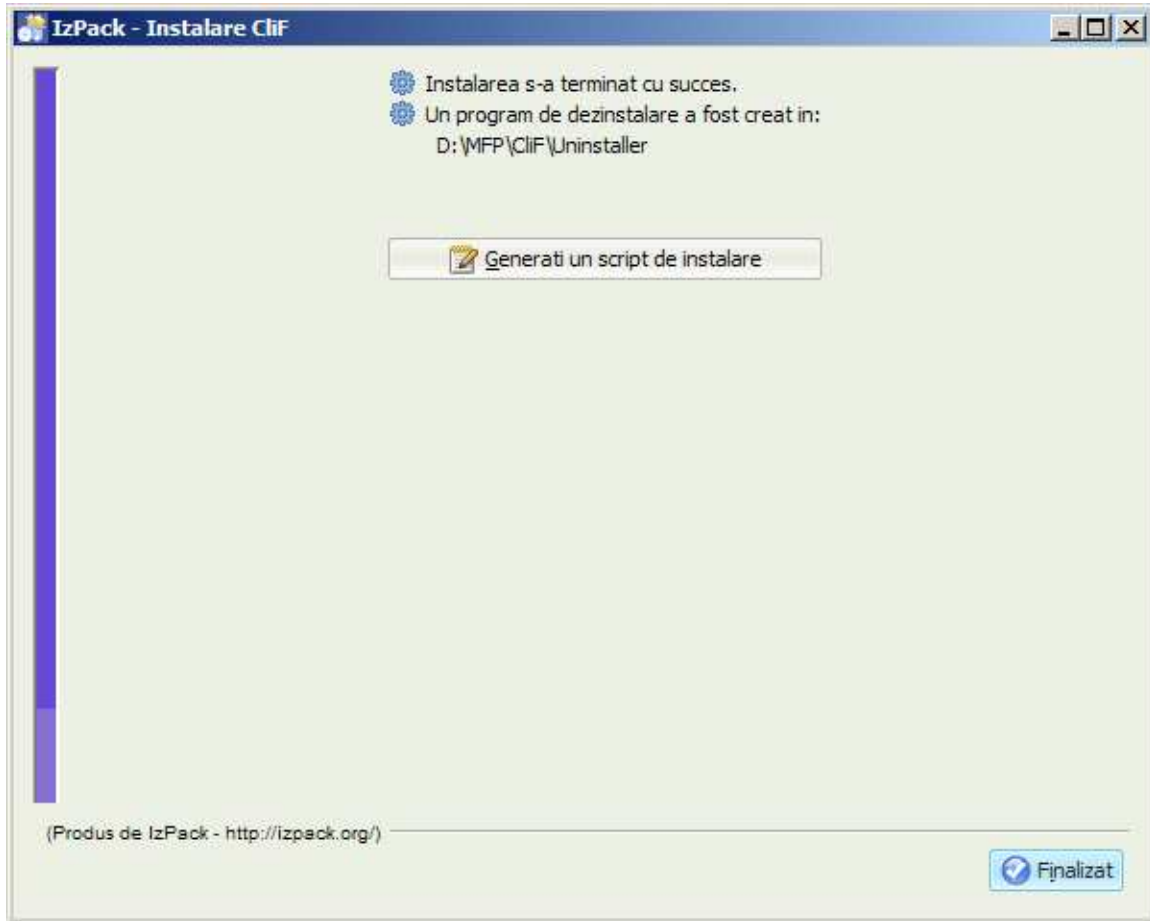 IzPack - Instalare CliF
Instalarea s-a terminat cu succes.
Un program de dezinstalare a fost creat in:
D:\MFP\CliF\Uninstaller
Generati un script de instalare
(Produs de IzPack - http://izpack.org/)
Finalizat